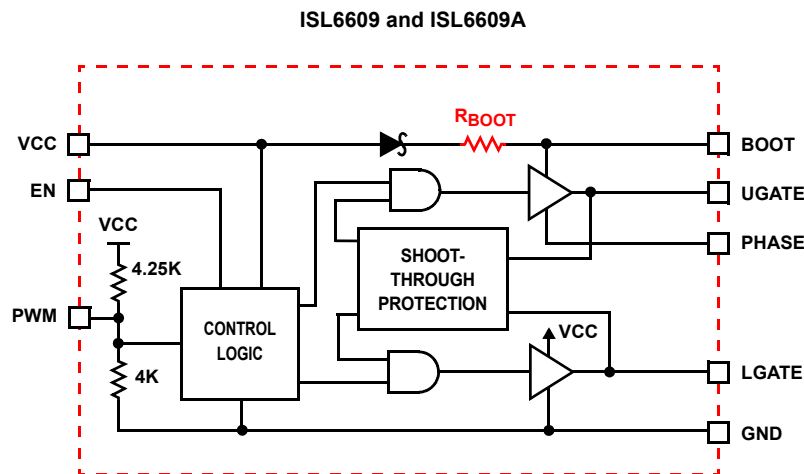 ISL6609 and ISL6609A
RBOOT
VCC
BOOT
EN
UGATE
VCC
PHASE
4.25K
SHOOT-
THROUGH
PROTECTION
PWM
CONTROL
LOGIC
VCC
4K
LGATE
GND